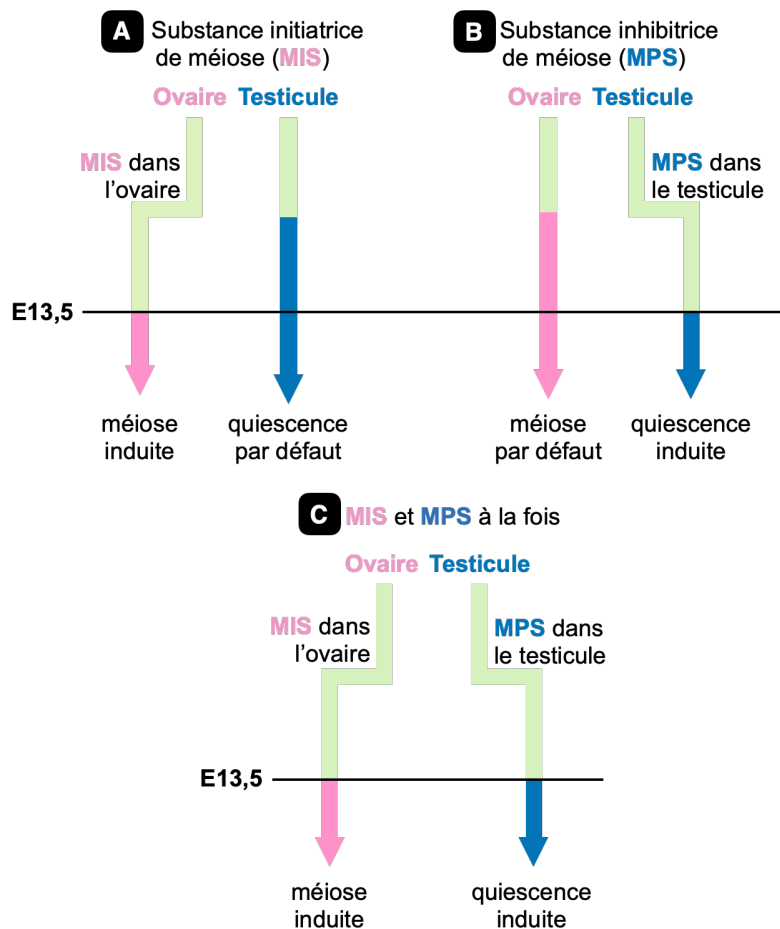 A Substance initiatrice
de méiose (MIS)
Ovaire Testicule
MIS dans
l'ovaire
B Substance inhibitrice
de méiose (MPS)
Ovaire Testicule
MPS dans
le testicule
E13,5
méiose
induite
quiescence
par défaut
méiose
par défaut
quiescence
induite
C MIS et MPS à la fois
Ovaire Testicule
MIS dans
l'ovaire
MPS dans
le testicule
E13,5
méiose
induite
quiescence
induite